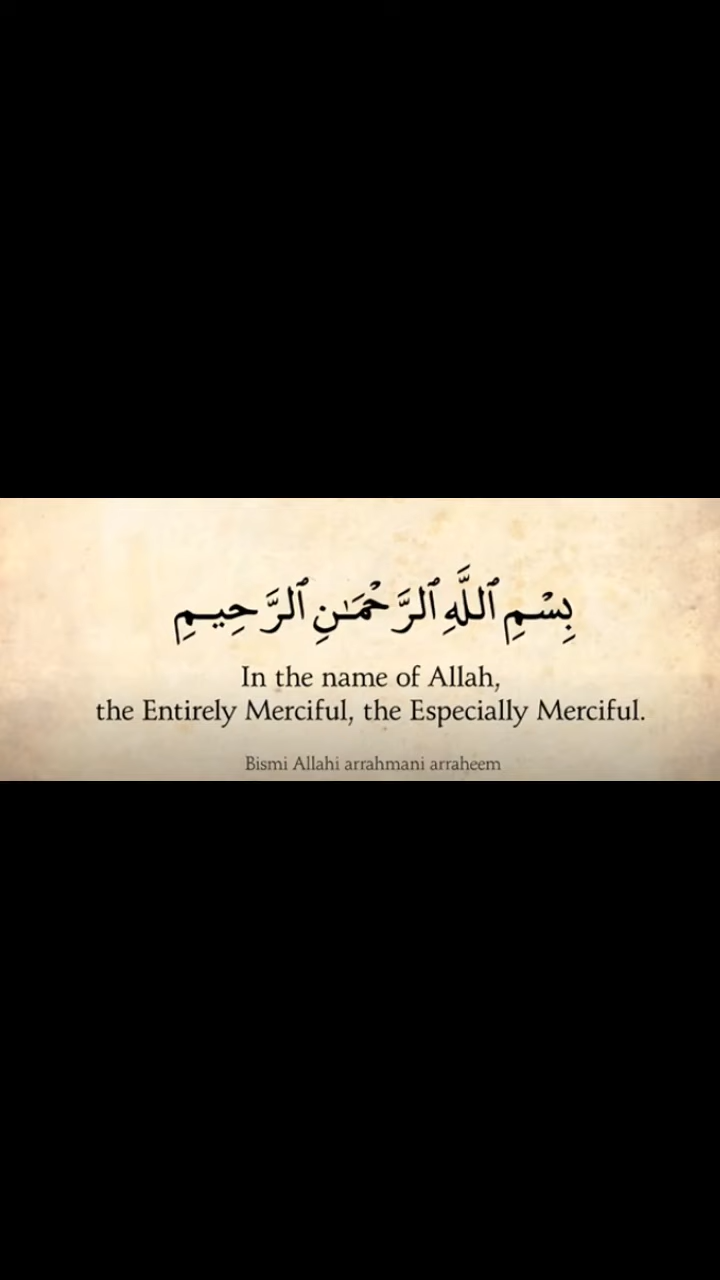 بِسْمِ ٱللَّهِ ٱلرَّحْمَـٰنِ ٱلرَّحِيمِ
In the name of Allah,
the Entirely Merciful, the Especially Merciful.
Bismi Allahi arrahmani arraheem